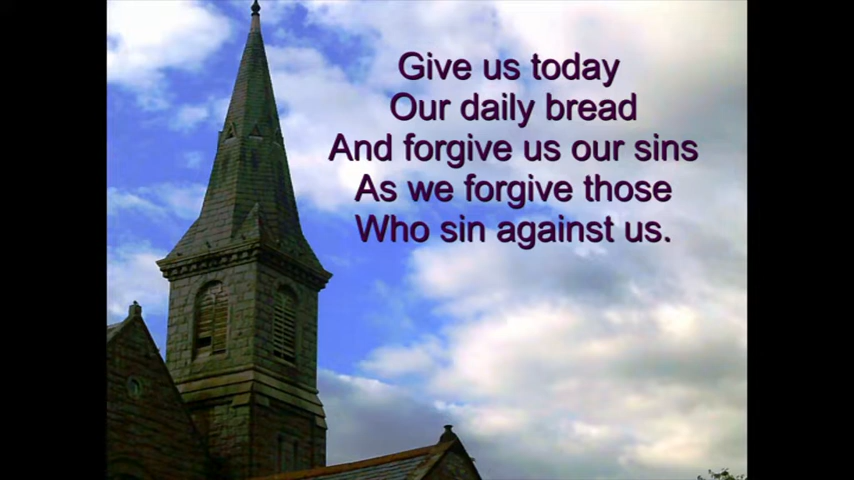 Give us today
Our daily bread
And forgive us our sins
As we forgive those
Who sin against us.